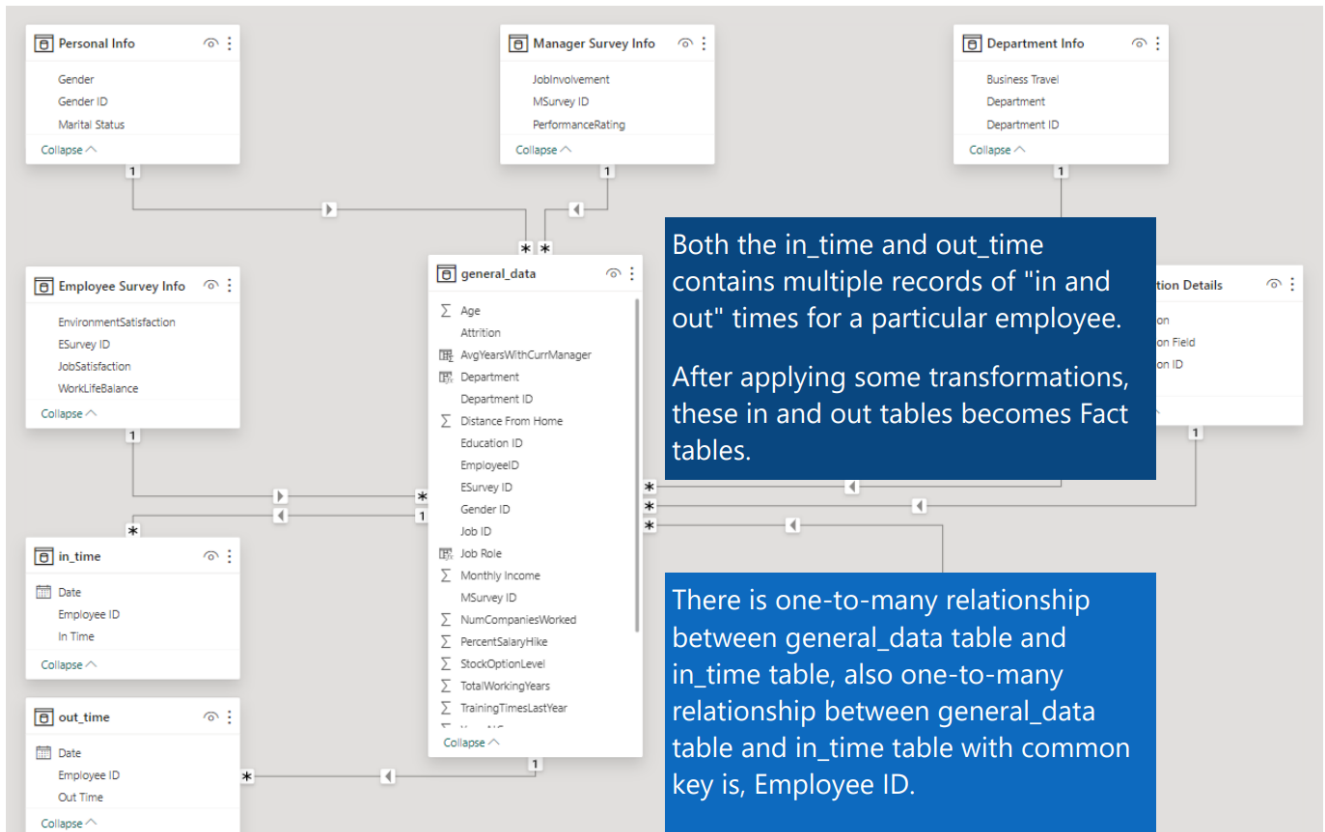 Personal Info
Gender
Gender ID
Marital Status
Collapse
1
Manager Survey Info
JobInvolvement
MSurvey ID
PerformanceRating
Collapse
1
Department Info
Business Travel
Department
Department ID
Collapse
1
Both the in_time and out_time
contains multiple records of "in and
out" times for a particular employee.
After applying some transformations,
these in and out tables becomes Fact
tables.
tion Details
on
on Field
on ID
1
Employee Survey Info
EnvironmentSatisfaction
ESurvey ID
JobSatisfaction
WorkLifeBalance
Collapse
1
* *
general_data
Σ Age
Attrition
AvgYearsWithCurrManager
Department
Department ID
Σ Distance From Home
Education ID
EmployeeID
ESurvey ID
Gender ID
Job ID
Job Role
Σ Monthly Income
MSurvey ID
Σ NumCompaniesWorked
Σ PercentSalaryHike
Σ StockOptionLevel
Σ TotalWorkingYears
Σ TrainingTimesLastYear
Collapse
*
1
*
*
*
1
*
in_time
Date
Employee ID
In Time
Collapse
out_time
Date
Employee ID
Out Time
Collapse
*
There is one-to-many relationship
between general_data table and
in_time table, also one-to-many
relationship between general_data
table and in_time table with common
key is, Employee ID.